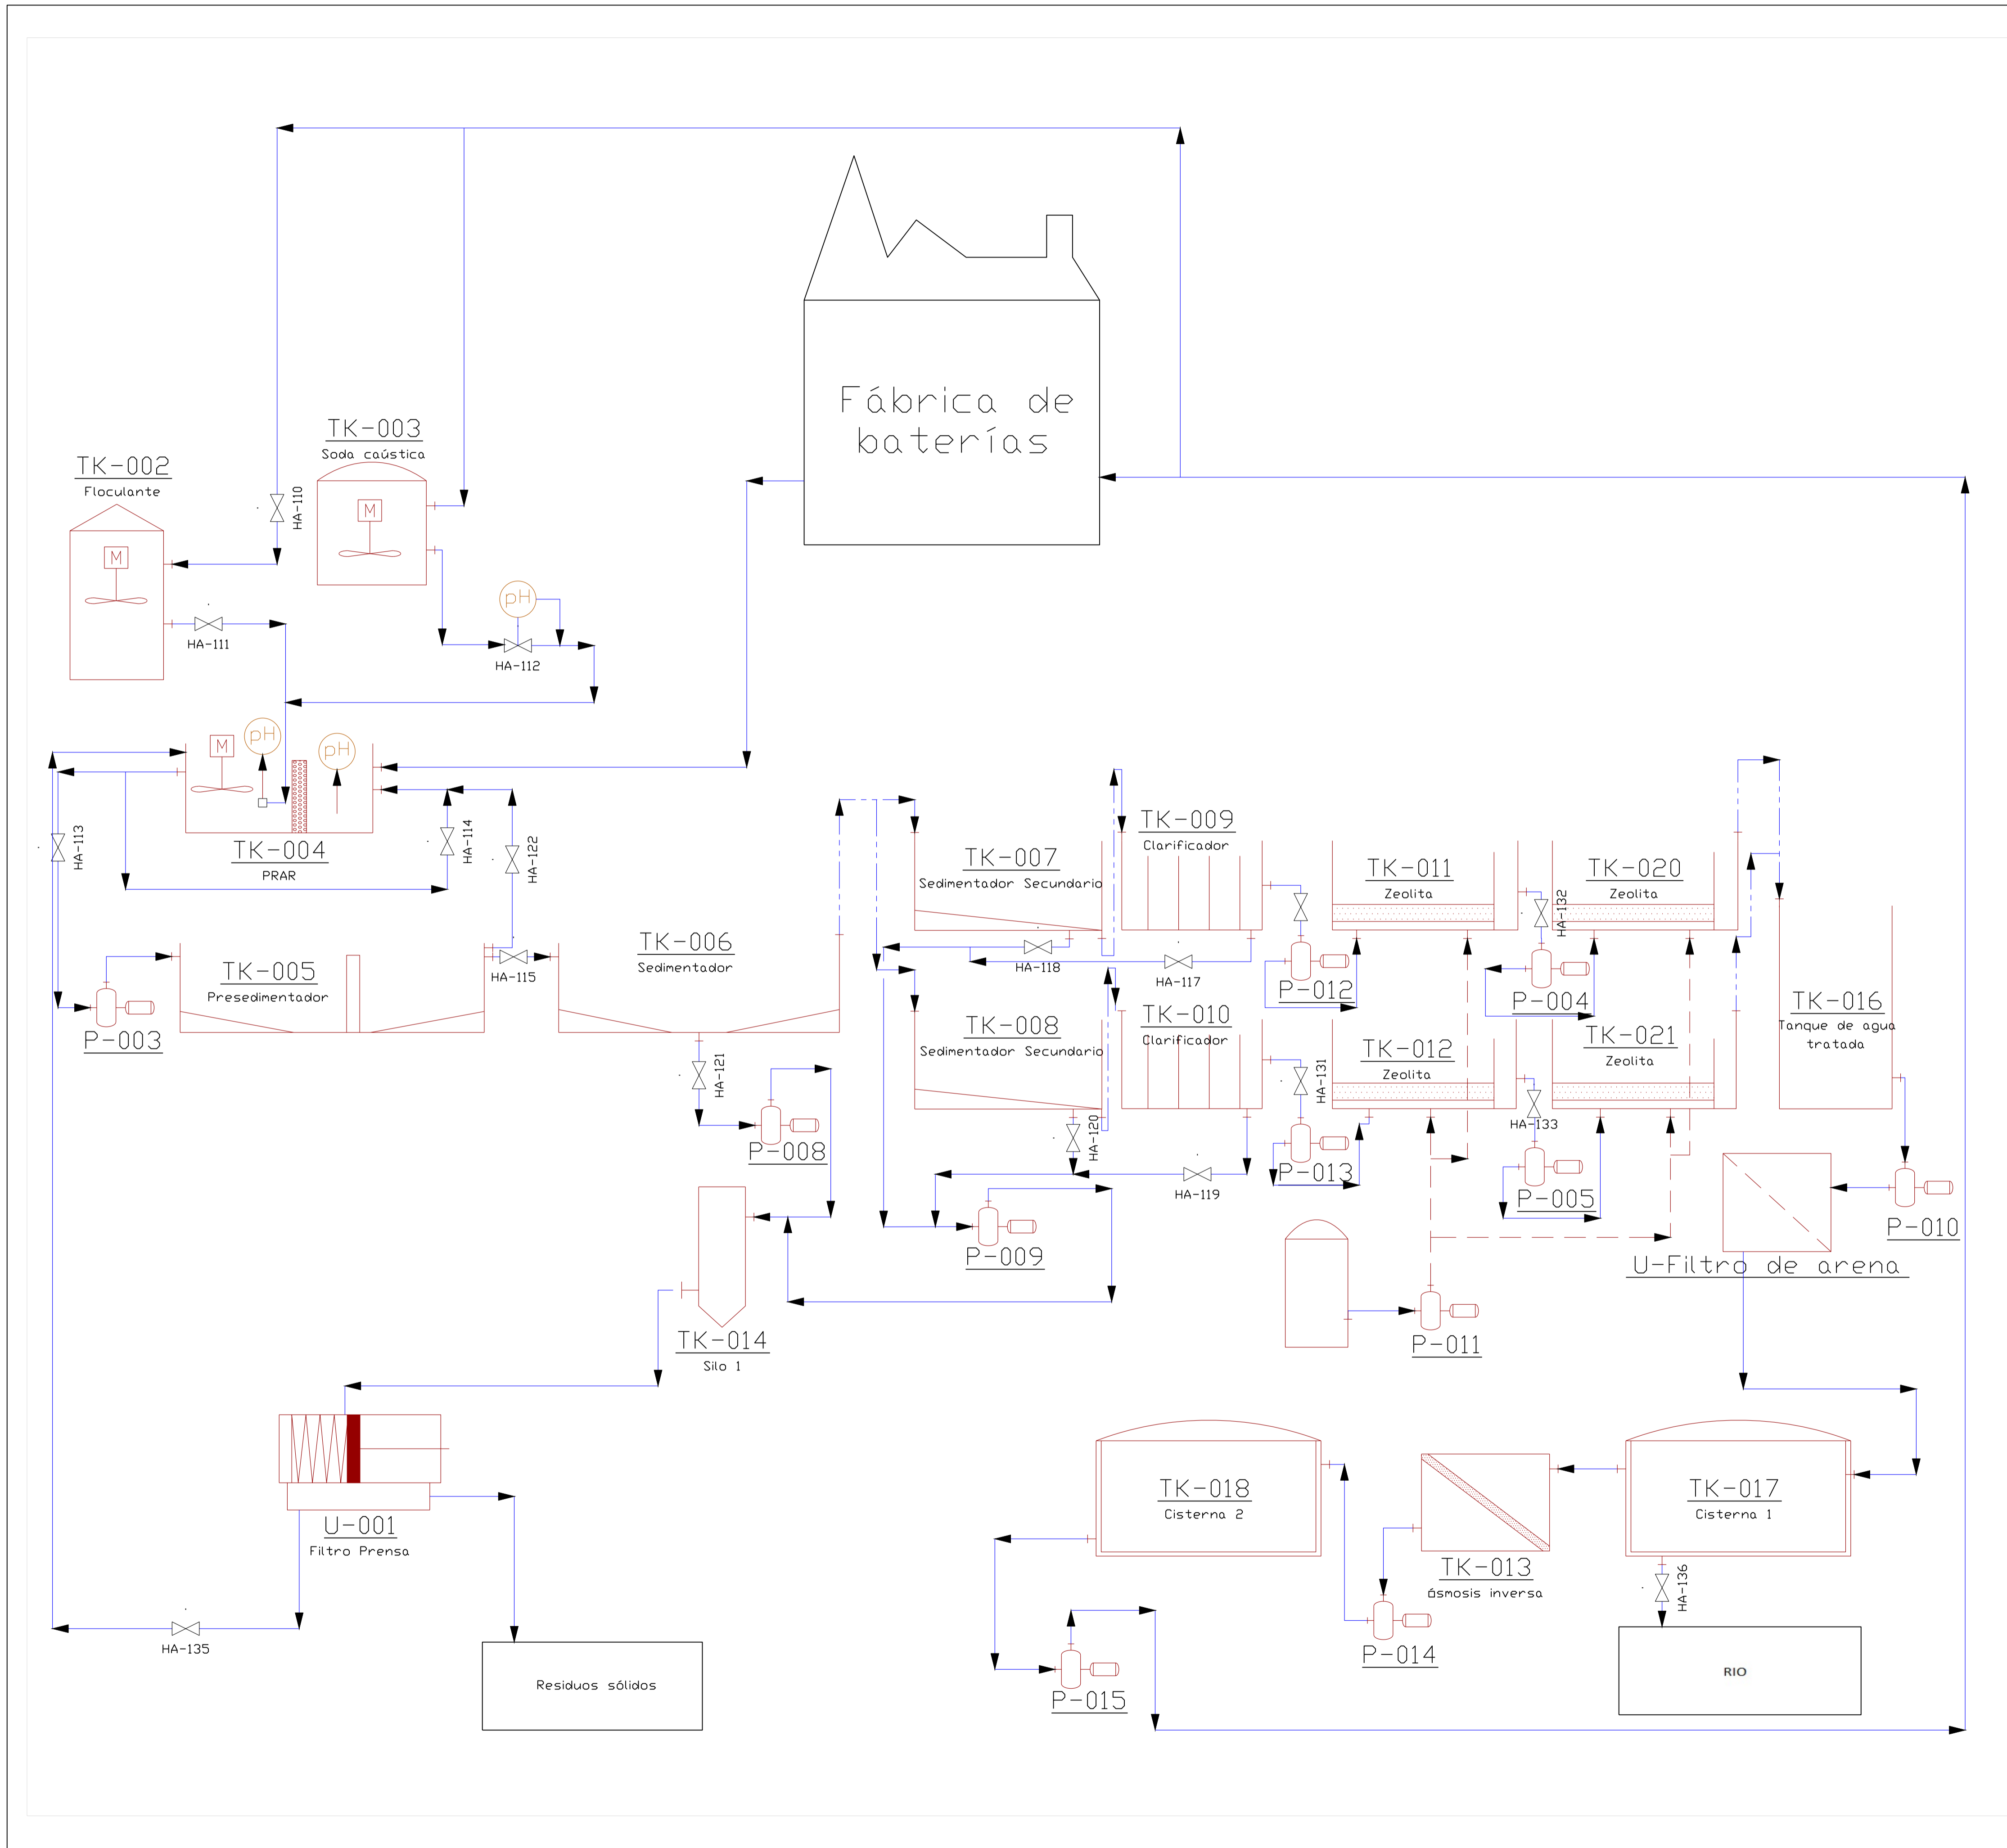 Fábrica de
baterías
TK-003
Soda caústica
M
TK-002
Floculante
M
HA-110
pH
HA-111
HA-112
M
pH
pH
TK-004
PRAR
HA-113
HA-114
HA-122
TK-005
Presedimentador
P-003
HA-115
TK-006
Sedimentador
HA-121
P-008
TK-007
Sedimentador Secundario
HA-118
TK-009
Clarificador
HA-117
P-012
TK-011
Zeolita
HA-132
P-004
TK-020
Zeolita
TK-016
Tanque de agua
tratada
TK-008
Sedimentador Secundario
HA-120
TK-010
Clarificador
HA-131
P-013
HA-119
TK-012
Zeolita
HA-133
P-005
TK-021
Zeolita
P-010
U-Filtro de arena
P-009
P-011
TK-014
Silo 1
U-001
Filtro Prensa
HA-135
Residuos sólidos
TK-018
Cisterna 2
P-015
TK-013
ósmosis inversa
P-014
TK-017
Cisterna 1
HA-136
RIO